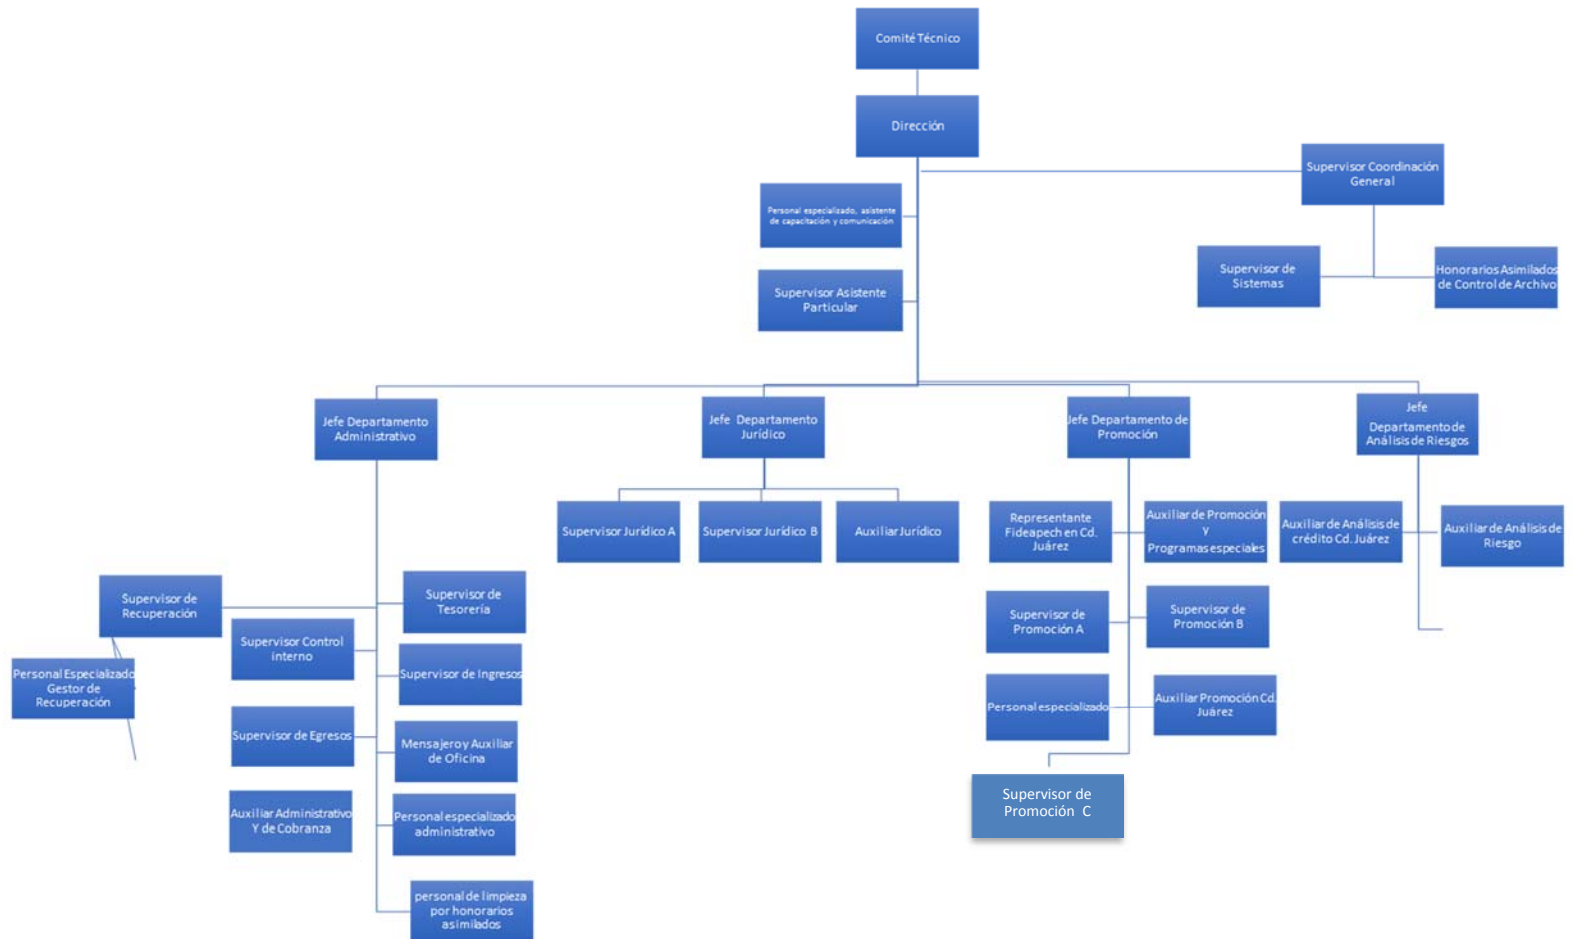 Comité Técnico
Dirección
Supervisor Coordinación
General
Personal especializado, asistente
de capacitación y comunicación
Supervisor de
Sistemas
Honorarios Asimilados
de Control de Archivo
Supervisor Asistente
Particular
Jefe Departamento
Administrativo
Jefe Departamento
Jurídico
Jefe Departamento de
Promoción
Jefe
Departamento de
Análisis de Riesgos
Supervisor Jurídico A
Supervisor Jurídico B
Auxiliar Jurídico
Representante
Fideapech en Cd.
Juárez
Auxiliar de Promoción
y
Programas especiales
Auxiliar de Análisis de
crédito Cd. Juárez
Auxiliar de Análisis de
Riesgo
Supervisor de
Recuperación
Supervisor de
Tesorería
Supervisor de
Promoción A
Supervisor de
Promoción B
Supervisor Control
interno
Personal Especializado
Gestor de
Recuperación
Supervisor de Ingresos
Personal especializado
Auxiliar Promoción Cd.
Juárez
Supervisor de Egresos
Mensajero y Auxiliar
de Oficina
Supervisor de
Promoción C
Auxiliar Administrativo
Y de Cobranza
Personal especializado
administrativo
personal de limpieza
por honorarios
asimilados